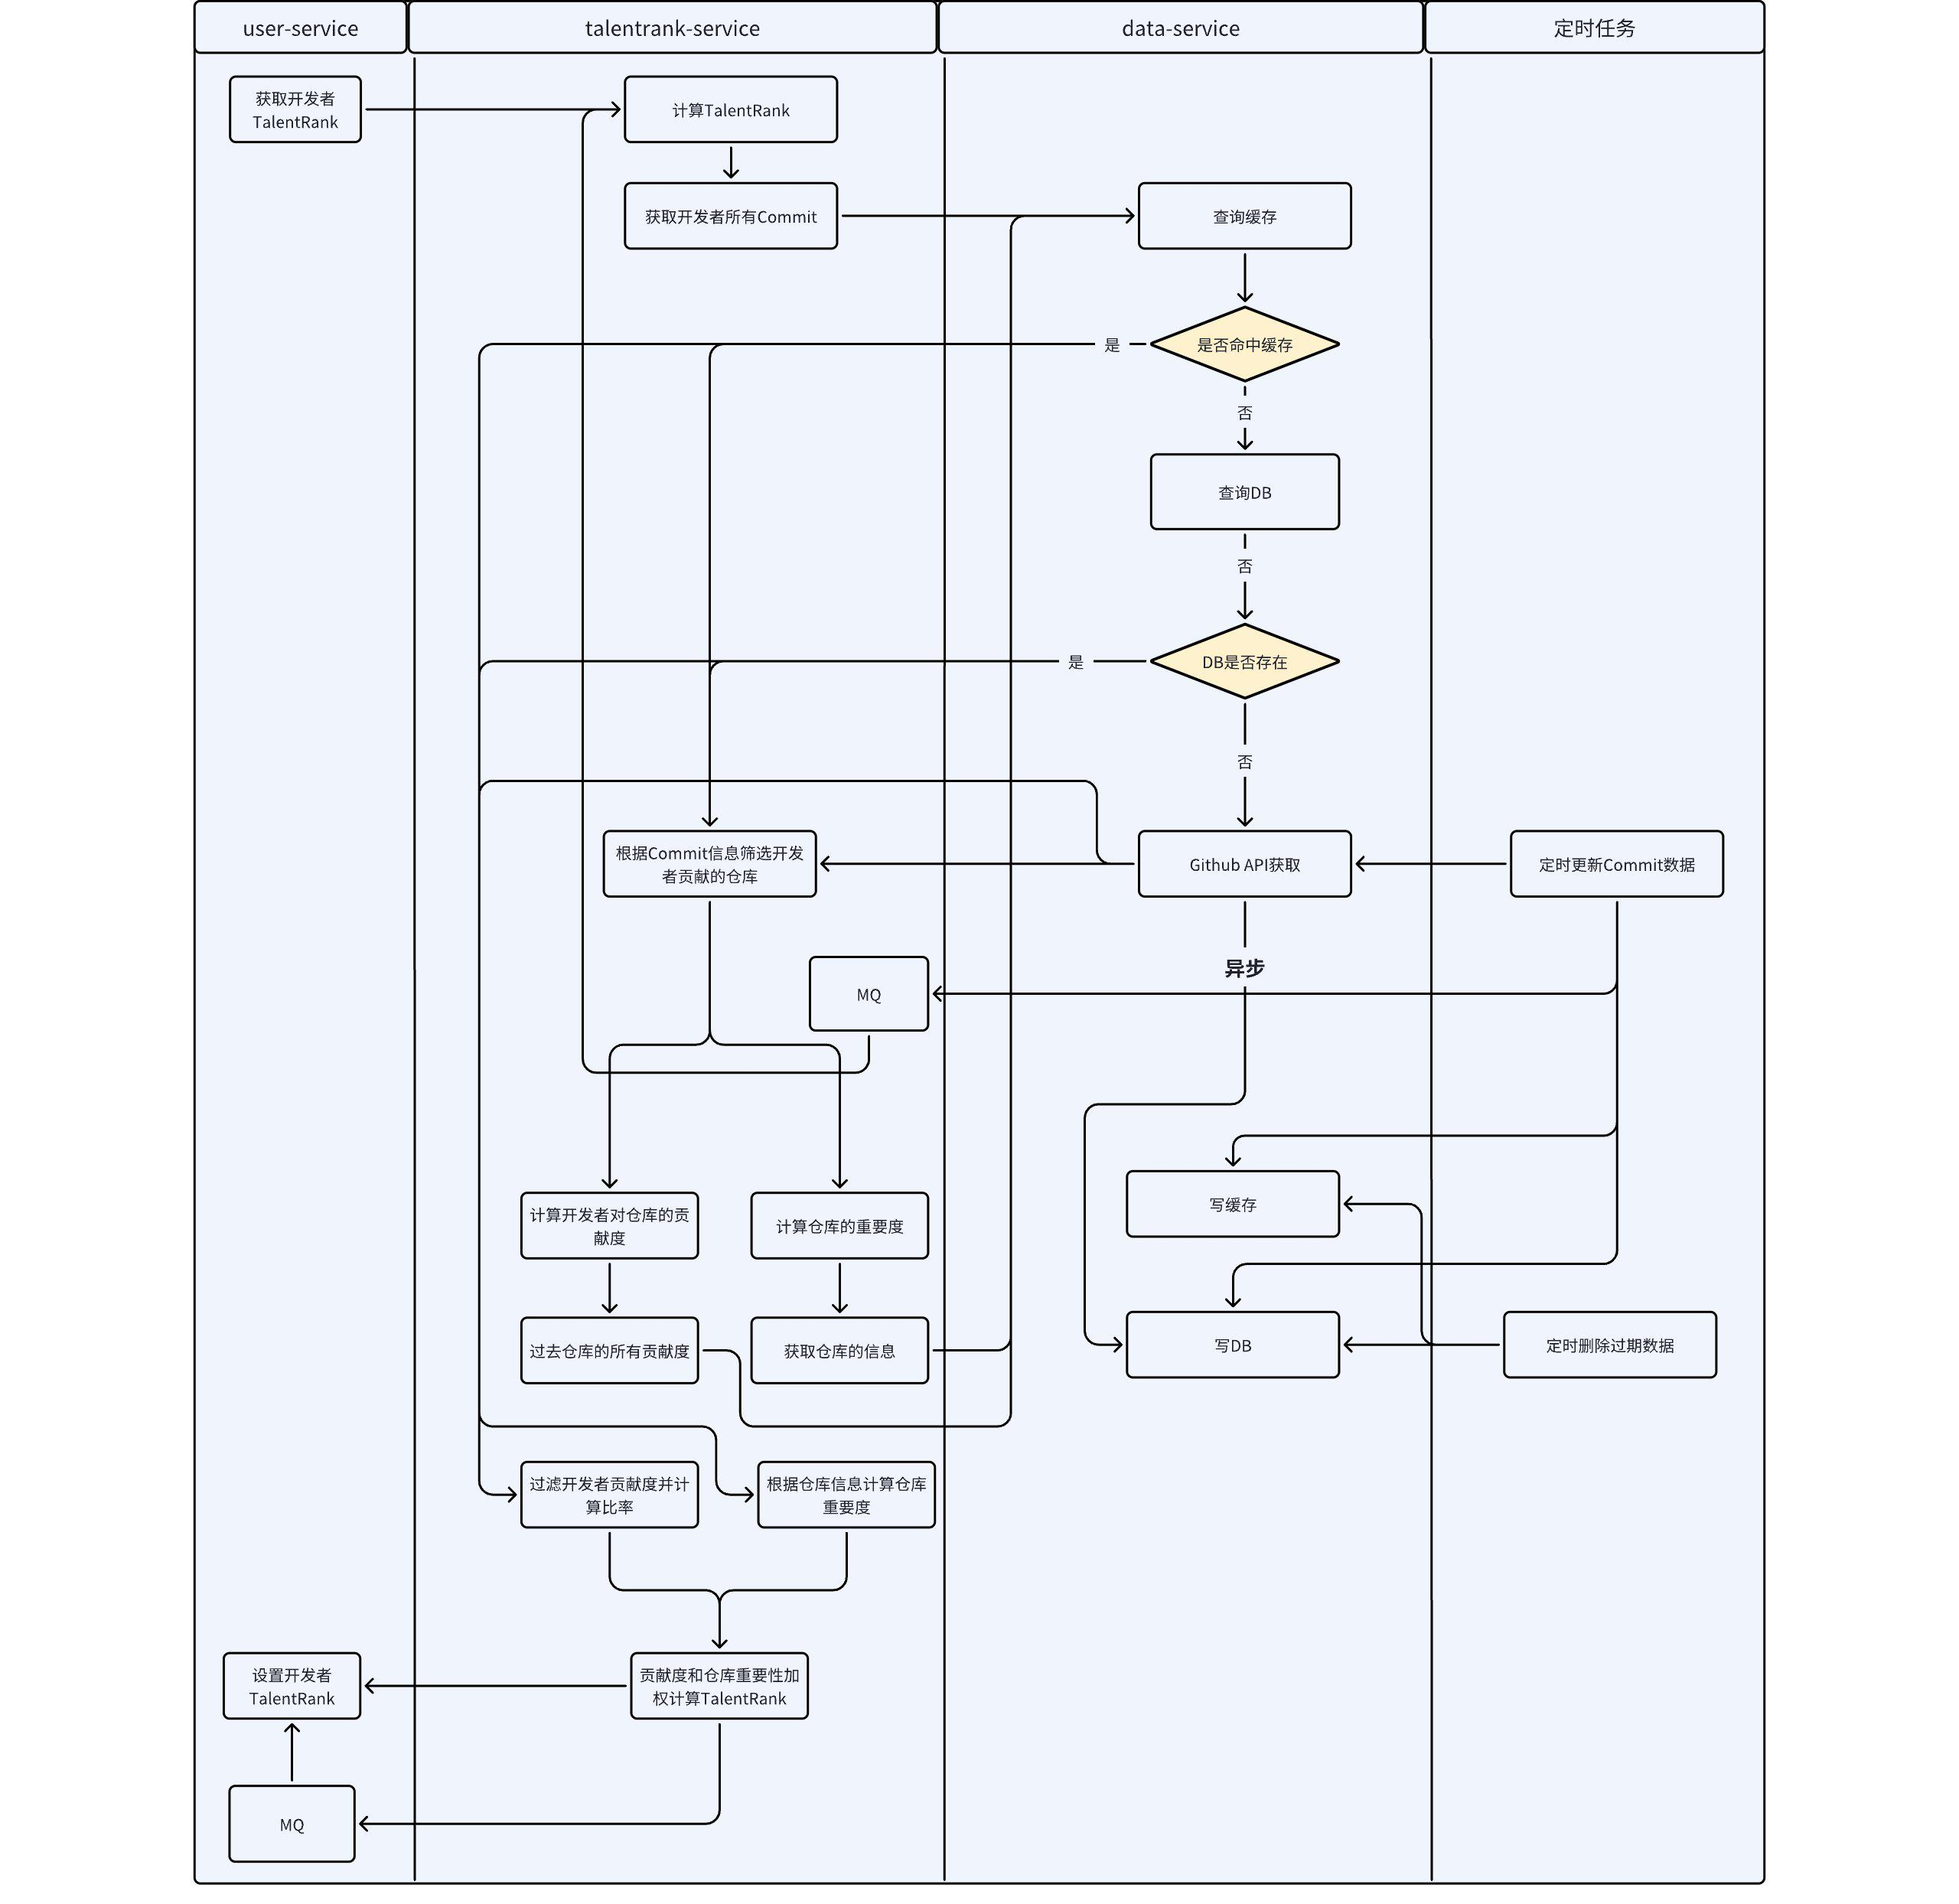 user-service
talentrank-service
data-service
定时任务
获取开发者
TalentRank
计算TalentRank
获取开发者所有Commit
查询缓存
是
是否命中缓存
否
查询DB
否
是
DB是否存在
否
根据Commit信息筛选开发
者贡献的仓库
Github API获取
定时更新Commit数据
异步
MQ
计算开发者对仓库的贡
献度
计算仓库的重要度
写缓存
过去仓库的所有贡献度
获取仓库的信息
写DB
定时删除过期数据
过滤开发者贡献度并计
算比率
根据仓库信息计算仓库
重要度
设置开发者
TalentRank
贡献度和仓库重要性加
权计算TalentRank
MQ